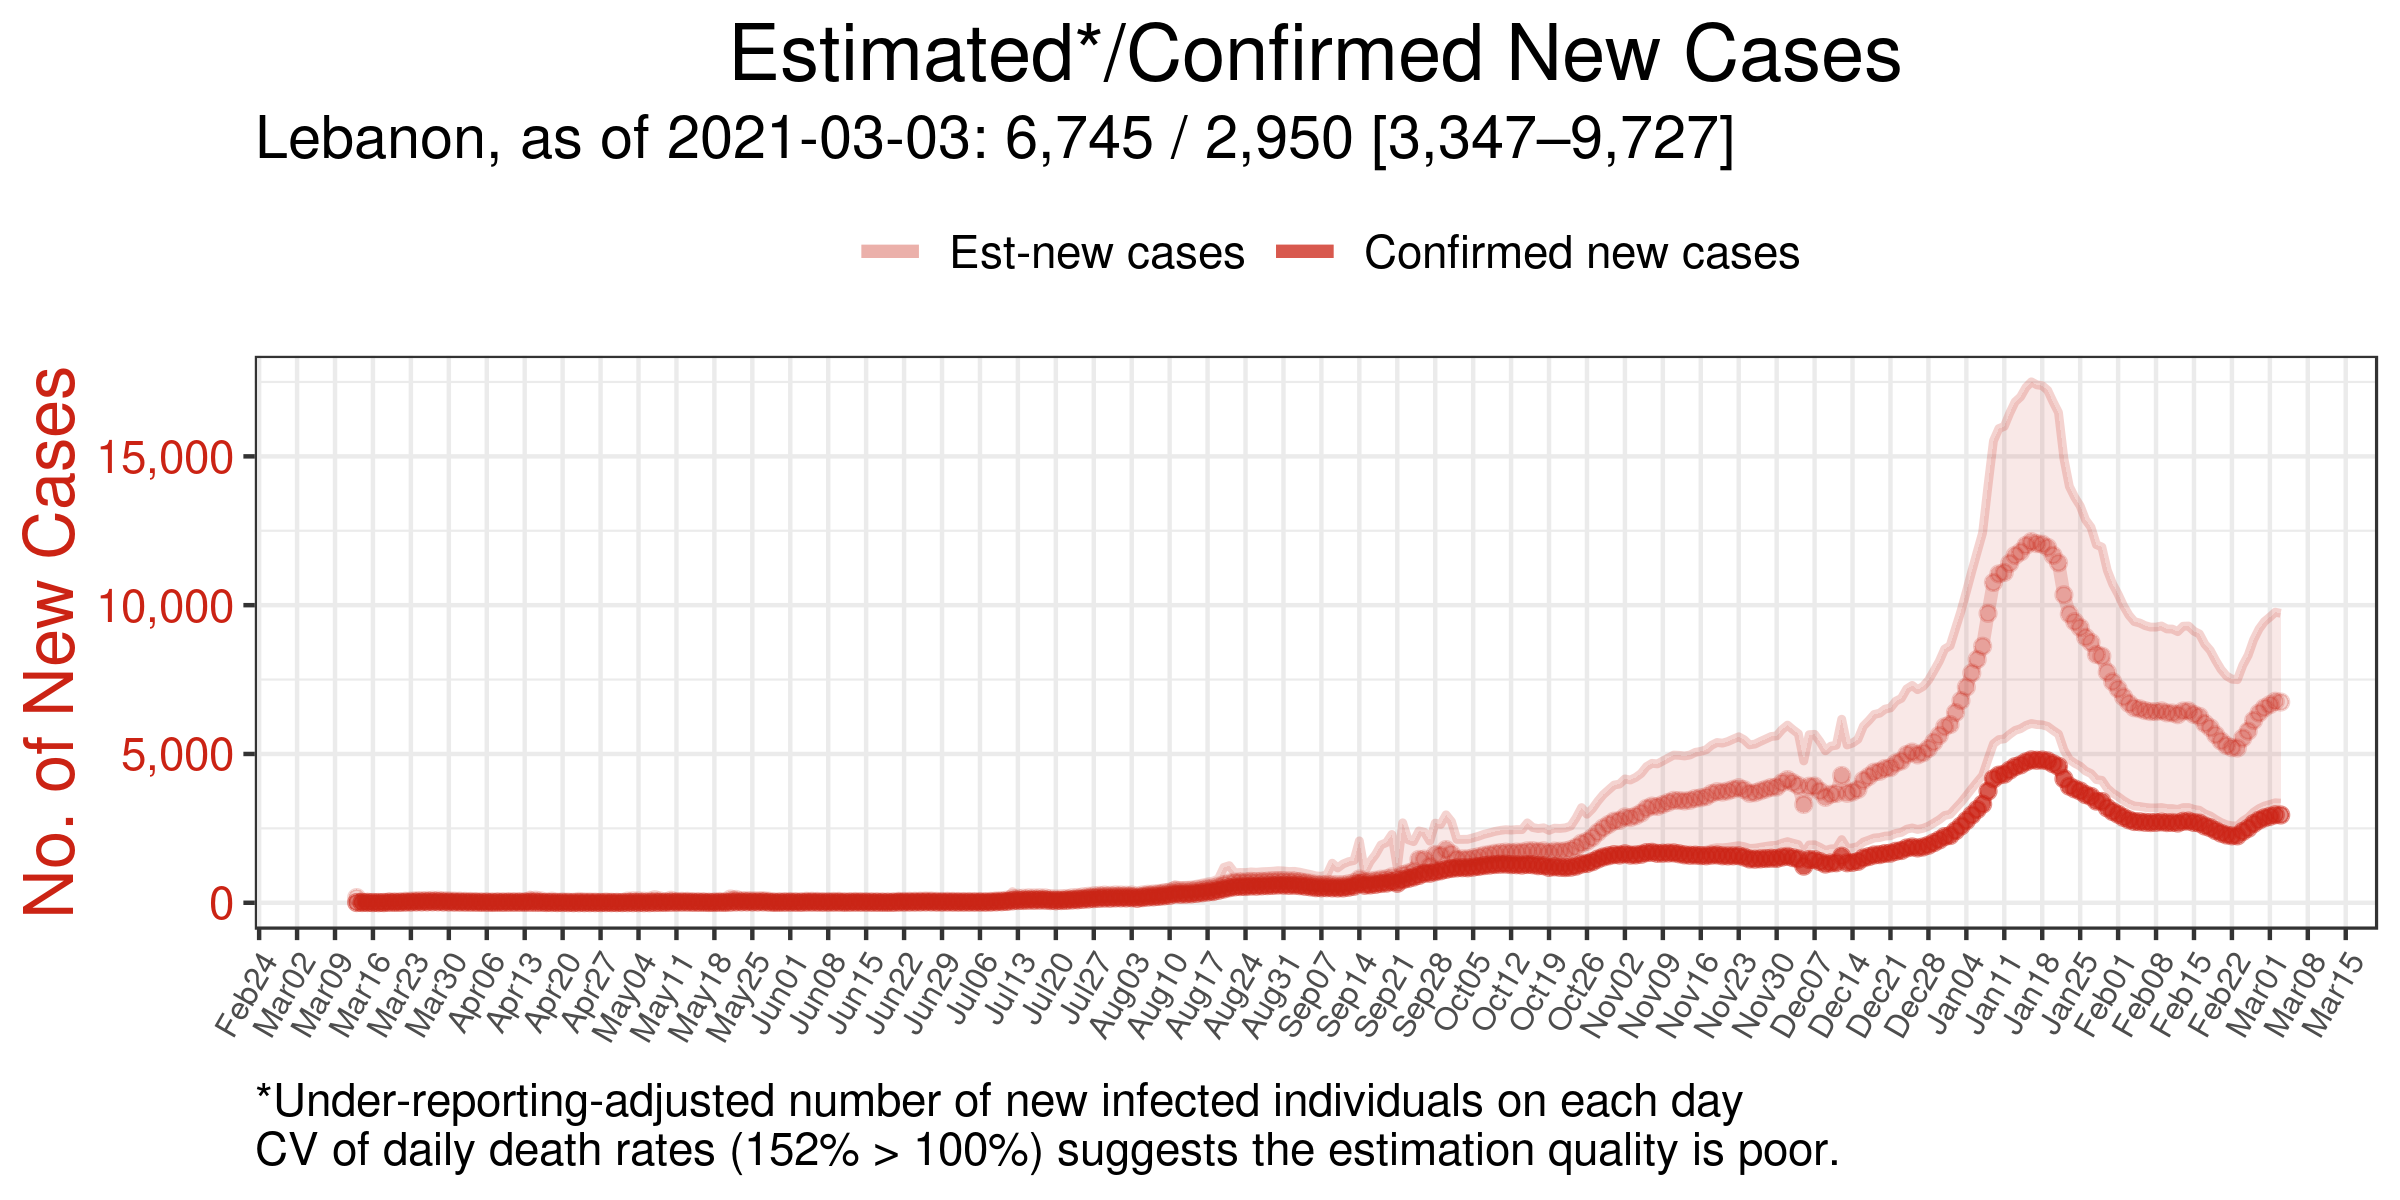 Estimated*/Confirmed New Cases
Lebanon, as of 2021-03-03: 6,745 / 2,950 [3,347–9,727]
Est-new cases Confirmed new cases
No. of New Cases
15,000
10,000
5,000
0
Feb24 Mar02 Mar09 Mar16 Mar23 Mar30 Apr06 Apr13 Apr20 Apr27 May04 May11 May18 May25 Jun01 Jun08 Jun15 Jun22 Jun29 Jul06 Jul13 Jul20 Jul27 Aug03 Aug10 Aug17 Aug24 Aug31 Sep07 Sep14 Sep21 Sep28 Oct05 Oct12 Oct19 Oct26 Nov02 Nov09 Nov16 Nov23 Nov30 Dec07 Dec14 Dec21 Dec28 Jan04 Jan11 Jan18 Jan25 Feb01 Feb08 Feb15 Feb22 Mar01 Mar08 Mar15
*Under-reporting-adjusted number of new infected individuals on each day
CV of daily death rates (152% > 100%) suggests the estimation quality is poor.